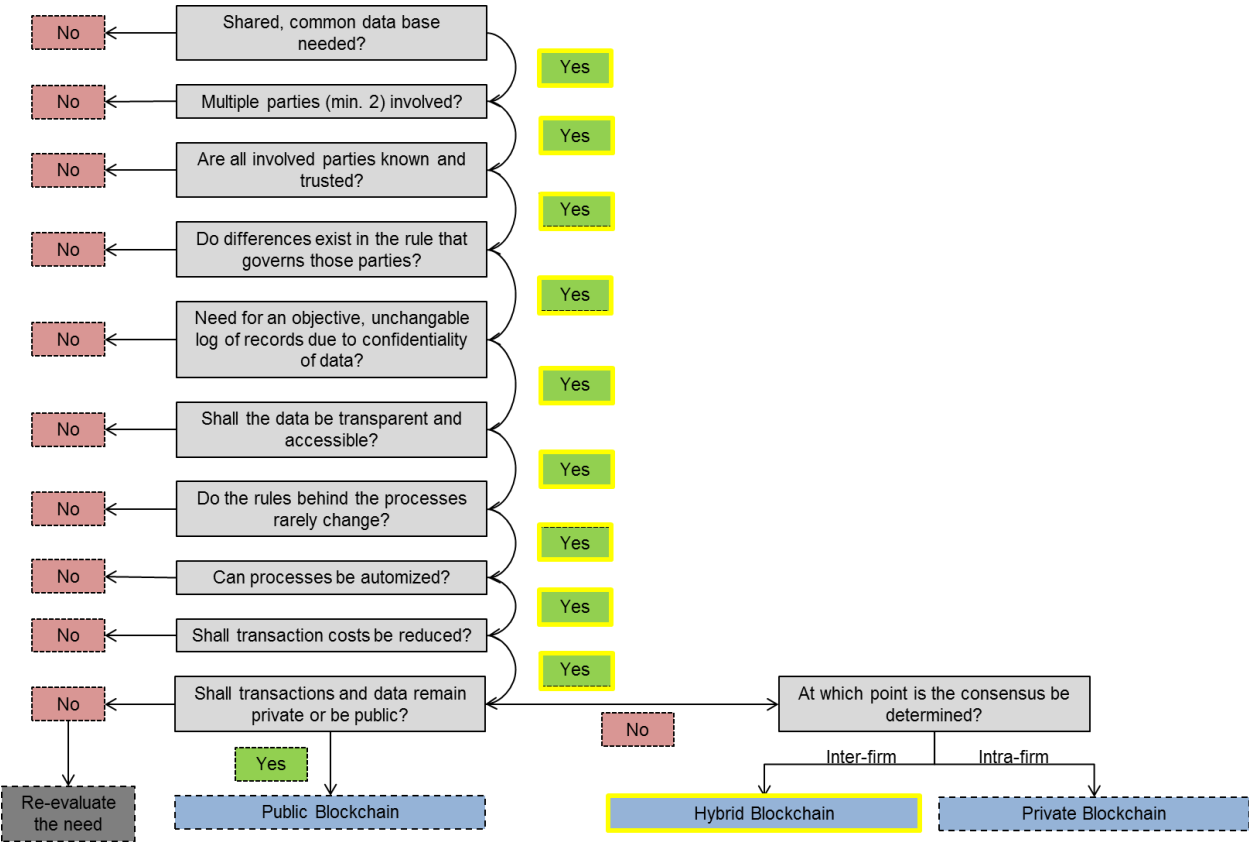 No
Shared, common data base
needed?
Yes
No
Multiple parties (min. 2) involved?
Yes
No
Are all involved parties known and
trusted?
Yes
No
Do differences exist in the rule that
governs those parties?
Yes
No
Need for an objective, unchangable
log of records due to confidentiality
of data?
Yes
No
Shall the data be transparent and
accessible?
Yes
No
Do the rules behind the processes
rarely change?
Yes
No
Can processes be automized?
Yes
No
Shall transaction costs be reduced?
Yes
No
Shall transactions and data remain
private or be public?
No
At which point is the consensus be
determined?
Yes
Inter-firm
Intra-firm
Re-evaluate
the need
Public Blockchain
Hybrid Blockchain
Private Blockchain